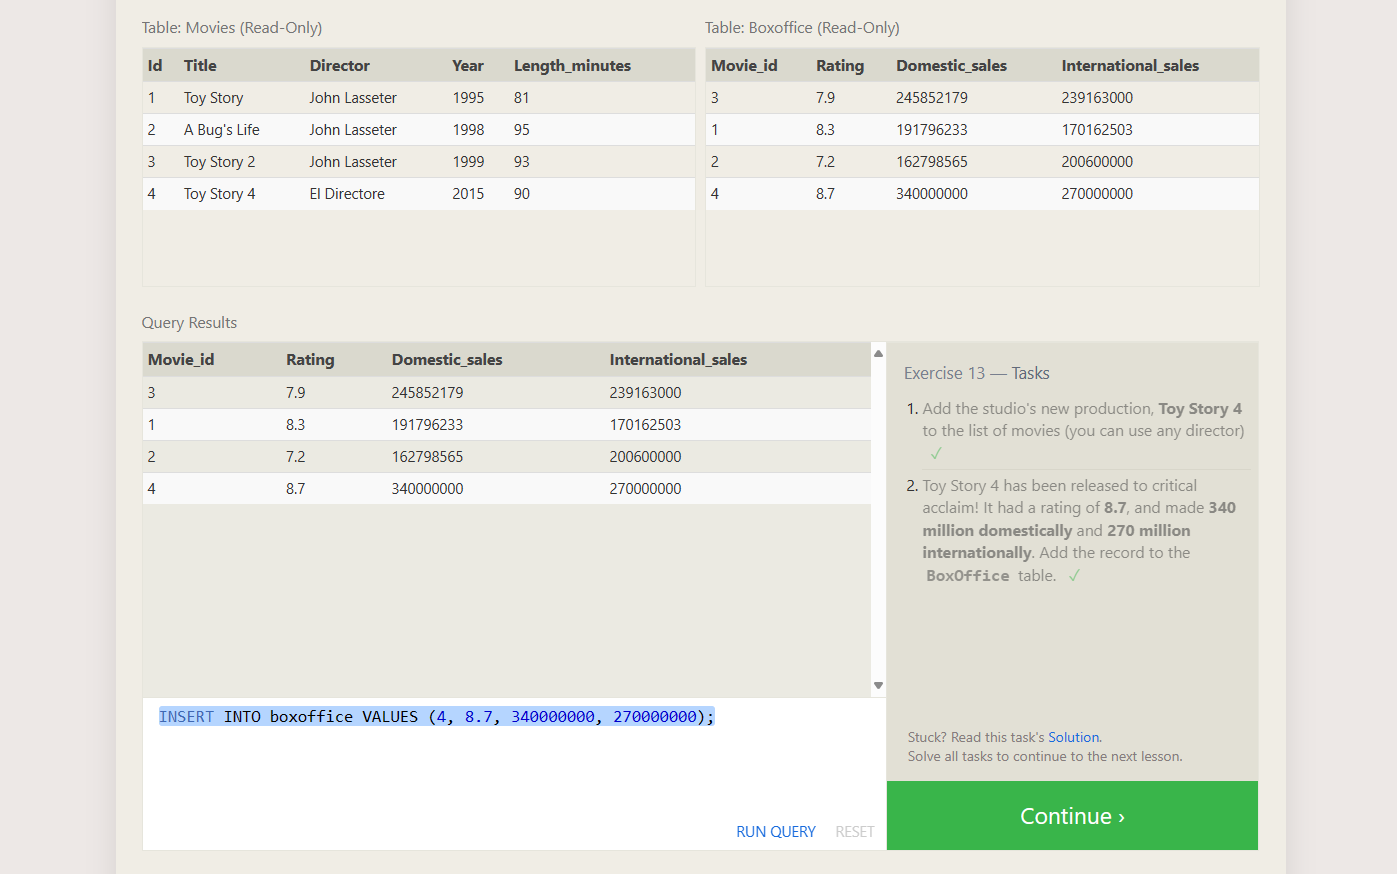 Table: Movies (Read-Only)
Id Title Director Year Length_minutes
1 Toy Story John Lasseter 1995 81
2 A Bug's Life John Lasseter 1998 95
3 Toy Story 2 John Lasseter 1999 93
4 Toy Story 4 El Directore 2015 90
Table: Boxoffice (Read-Only)
Movie_id Rating Domestic_sales International_sales
3 7.9 245852179 239163000
1 8.3 191796233 170162503
2 7.2 162798565 200600000
4 8.7 340000000 270000000
Query Results
Movie_id Rating Domestic_sales International_sales
3 7.9 245852179 239163000
1 8.3 191796233 170162503
2 7.2 162798565 200600000
4 8.7 340000000 270000000
INSERT INTO boxoffice VALUES (4, 8.7, 340000000, 270000000);
RUN QUERY RESET
Exercise 13 — Tasks
1. Add the studio's new production, Toy Story 4
to the list of movies (you can use any director)
✓
2. Toy Story 4 has been released to critical
acclaim! It had a rating of 8.7, and made 340
million domestically and 270 million
internationally. Add the record to the
BoxOffice table. ✓
Stuck? Read this task's Solution.
Solve all tasks to continue to the next lesson.
Continue ›